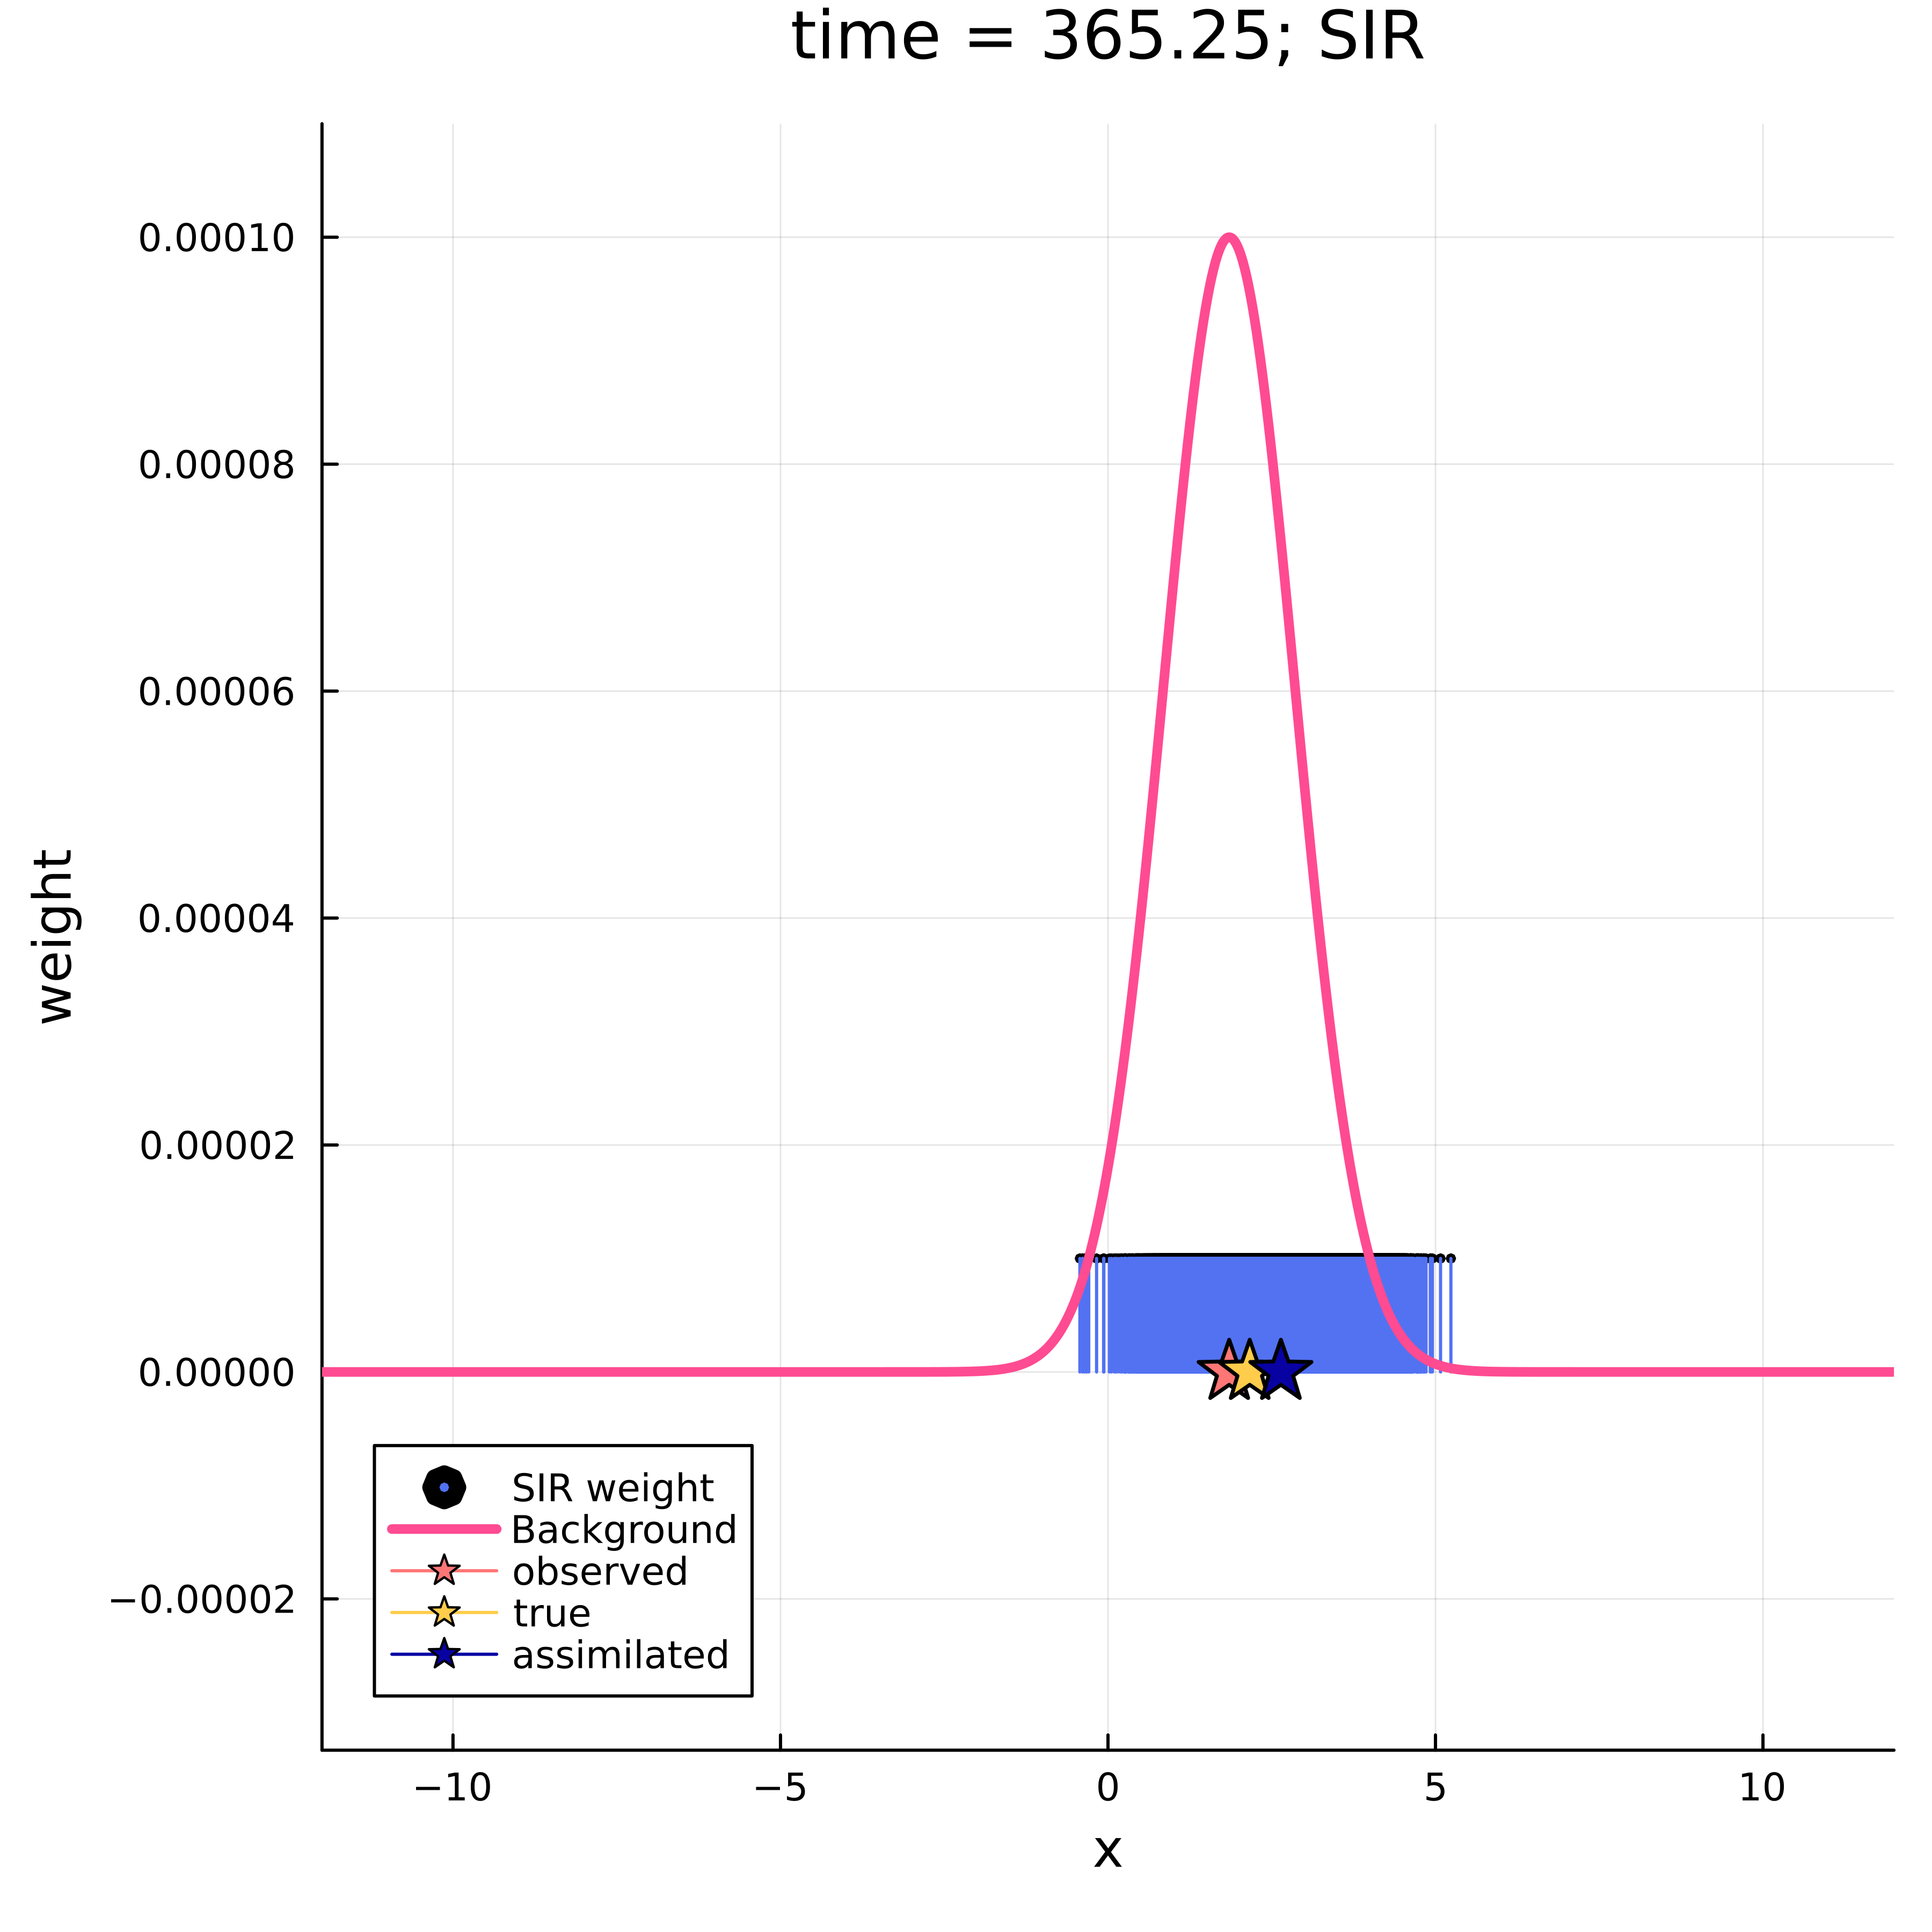 time = 365.25; SIR
weight
0.00010
0.00008
0.00006
0.00004
0.00002
0.00000
−0.00002
SIR weight
Background
observed
true
assimilated
−10
−5
0
5
10
x